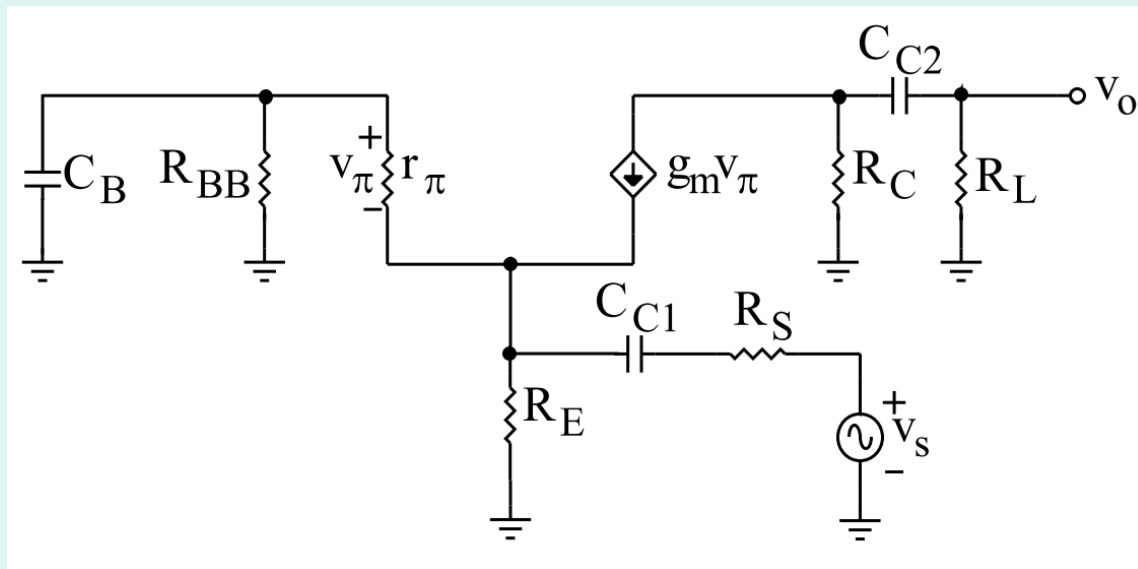 C_C2
v_o
C_B R_BB + v_π − r_π g_m v_π R_C R_L
C_C1 R_S
R_E + v_s −